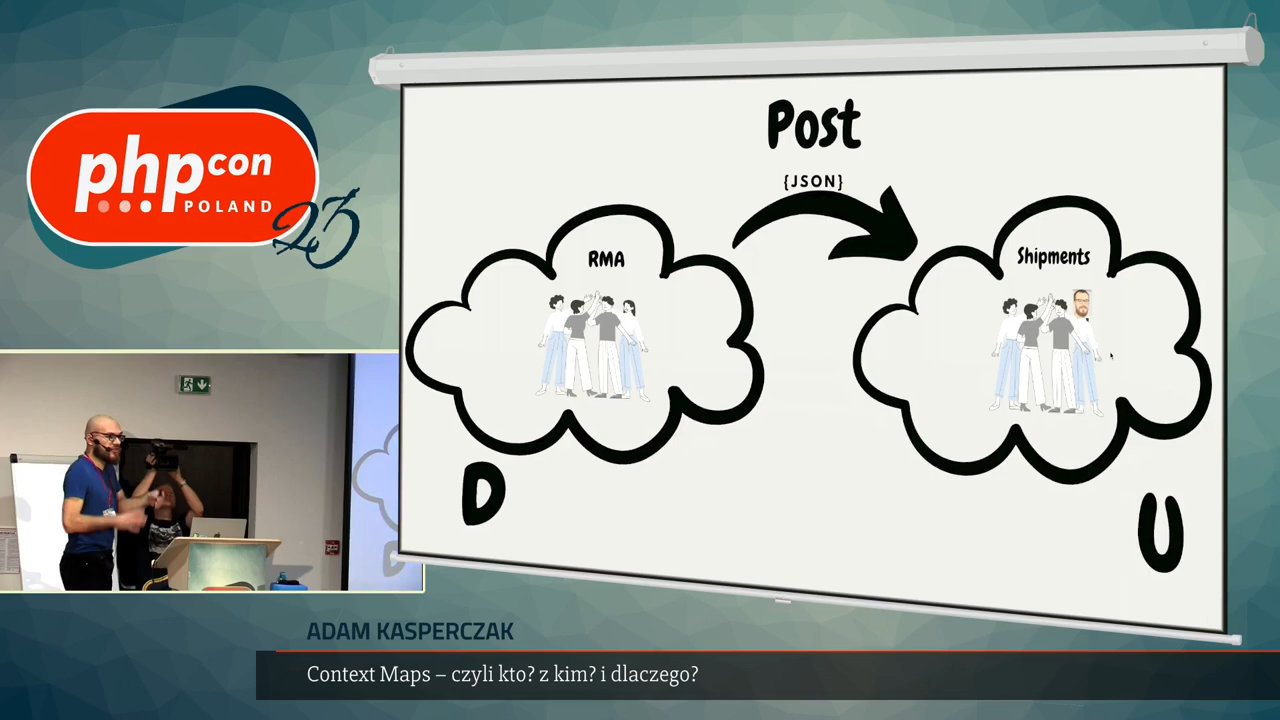 php con
POLAND
23
Post
{JSON}
RMA
Shipments
D
U
ADAM KASPERCZAK
Context Maps – czyli kto? z kim? i dlaczego?